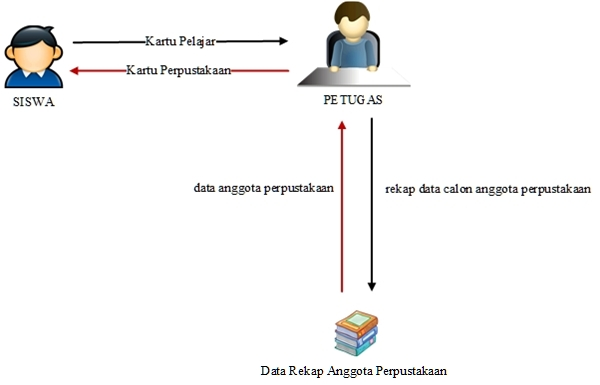 Kartu Pelajar
Kartu Perpustakaan
SISWA
PETUGAS
data anggota perpustakaan
rekap data calon anggota perpustakaan
Data Rekap Anggota Perpustakaan